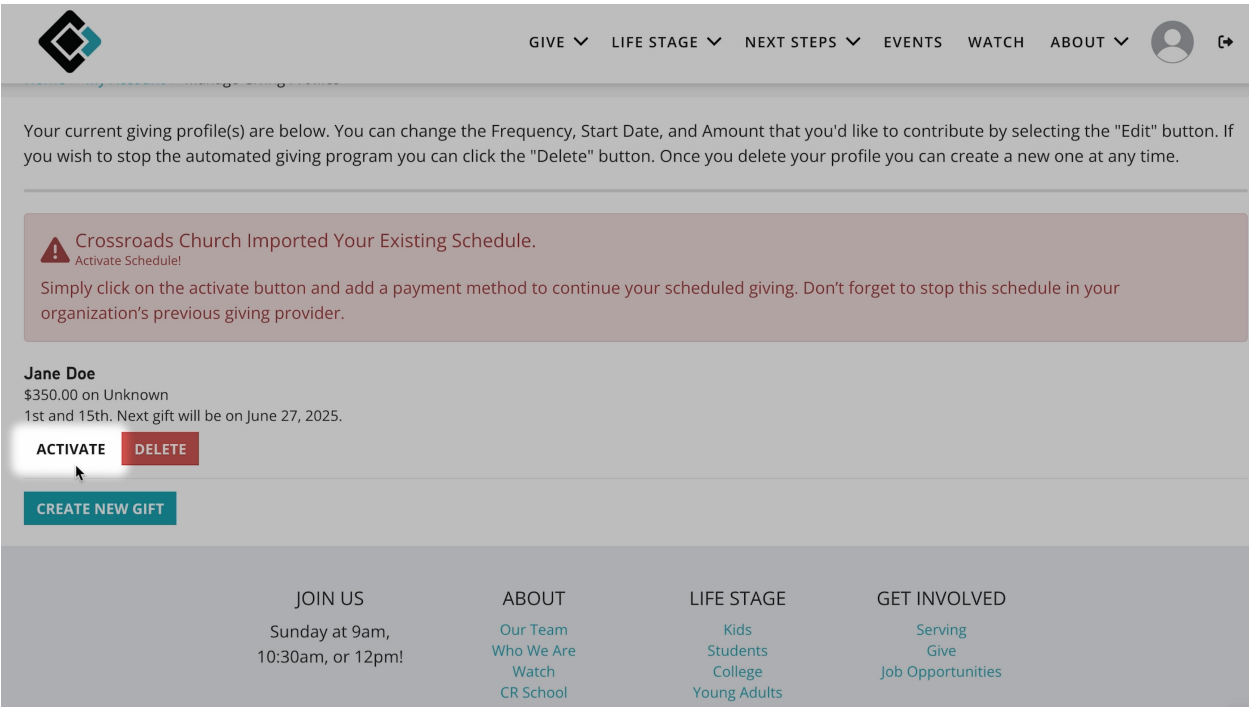 GIVE LIFE STAGE NEXT STEPS EVENTS WATCH ABOUT
Your current giving profile(s) are below. You can change the Frequency, Start Date, and Amount that you'd like to contribute by selecting the "Edit" button. If
you wish to stop the automated giving program you can click the "Delete" button. Once you delete your profile you can create a new one at any time.
Crossroads Church Imported Your Existing Schedule.
Activate Schedule!
Simply click on the activate button and add a payment method to continue your scheduled giving. Don’t forget to stop this schedule in your
organization’s previous giving provider.
Jane Doe
$350.00 on Unknown
1st and 15th. Next gift will be on June 27, 2025.
ACTIVATE DELETE
CREATE NEW GIFT
JOIN US
Sunday at 9am,
10:30am, or 12pm!
ABOUT
Our Team
Who We Are
Watch
CR School
LIFE STAGE
Kids
Students
College
Young Adults
GET INVOLVED
Serving
Give
Job Opportunities